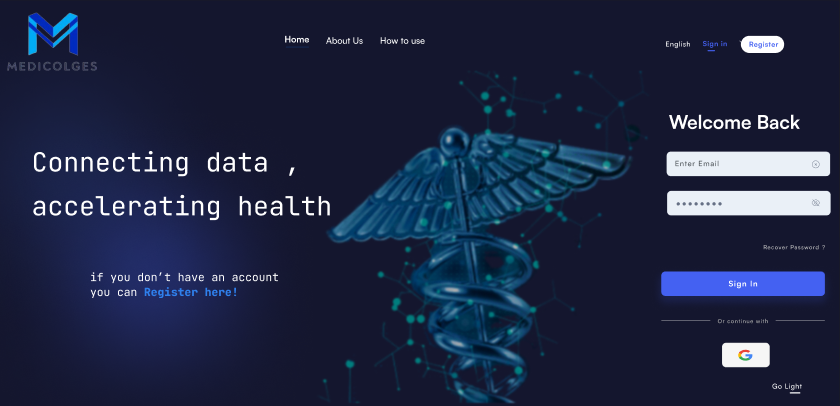 MEDICOLGES
Home
About Us
How to use
English
Sign in
Register
Welcome Back
Enter Email
Connecting data ,
accelerating health
Recover Password ?
if you don't have an account
you can Register here!
Sign In
Or continue with
Go Light